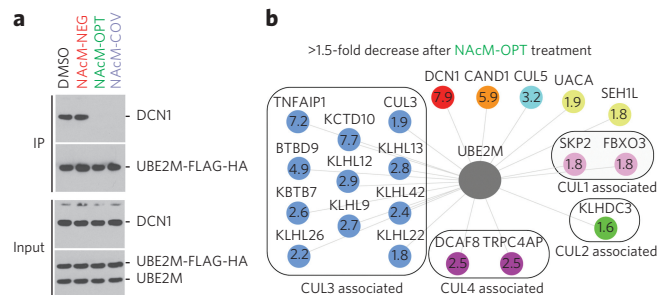 a
DMSO
NAcM-NEG
NAcM-OPT
NAcM-COV
IP
DCN1
UBE2M-FLAG-HA
Input
DCN1
UBE2M-FLAG-HA
UBE2M
b
>1.5-fold decrease after NAcM-OPT treatment
TNFAIP1
7.2
KCTD10
7.7
CUL3
1.9
BTBD9
4.9
KLHL12
2.9
KLHL13
2.8
KBTB7
2.6
KLHL9
2.7
KLHL42
2.4
KLHL26
2.2
KLHL22
1.8
CUL3 associated
DCN1
7.9
CAND1
5.9
CUL5
3.2
UACA
1.9
SEH1L
1.8
UBE2M
SKP2
1.8
FBXO3
1.8
CUL1 associated
KLHDC3
1.6
CUL2 associated
DCAF8
2.5
TRPC4AP
2.5
CUL4 associated